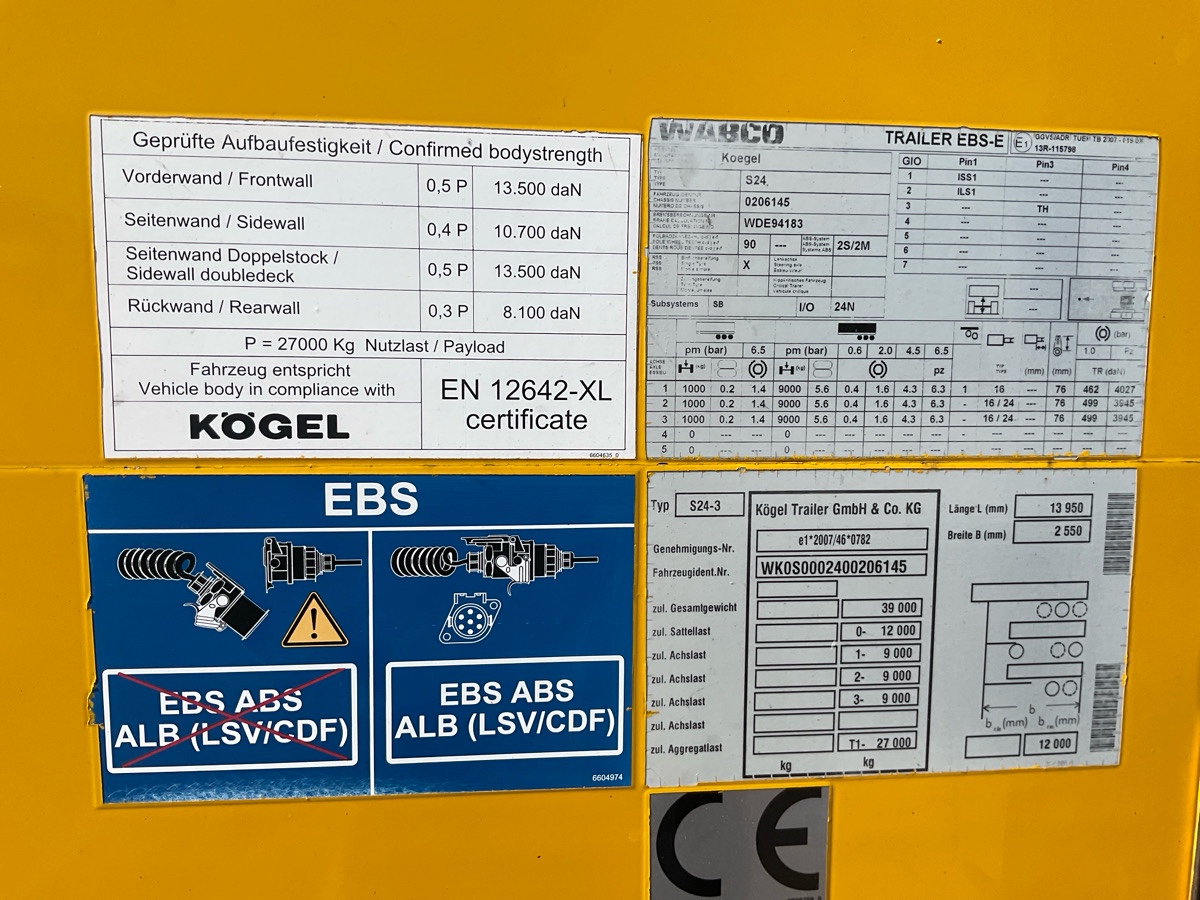 Geprüfte Aufbaufestigkeit / Confirmed bodystrength
Vorderwand / Frontwall 0,5 P 13.500 daN
Seitenwand / Sidewall 0,4 P 10.700 daN
Seitenwand Doppelstock /
Sidewall doubledeck 0,5 P 13.500 daN
Rückwand / Rearwall 0,3 P 8.100 daN
P = 27000 Kg Nutzlast / Payload
Fahrzeug entspricht
Vehicle body in compliance with
KÖGEL
EN 12642-XL
certificate
6604635_0
WABCO TRAILER EBS-E E1
13R-115798
Koegel
S24
0206145
WDE94183
90 --- 2S/2M
X
Subsystems SB I/O 24N
GIO Pin1 Pin3 Pin4
1 ISS1 --- ---
2 ILS1 --- ---
3 --- TH ---
4 --- --- ---
5 --- --- ---
6 --- --- ---
7 --- --- ---
pm (bar) 6.5 pm (bar) 0.6 2.0 4.5 6.5 (bar)
pz (mm) (mm) 1.0 Pz
TR (daN)
1 1000 0.2 1.4 9000 5.6 0.4 1.6 4.3 6.3 1 16 --- 76 462 4027
2 1000 0.2 1.4 9000 5.6 0.4 1.6 4.3 6.3 - 16 / 24 --- 76 499 3945
3 1000 0.2 1.4 9000 5.6 0.4 1.6 4.3 6.3 - 16 / 24 --- 76 499 3945
4 0 --- --- 0 --- --- --- --- --- - --- --- --- --- ---
5 0 --- --- 0 --- --- --- --- --- - --- --- --- --- ---
EBS
EBS ABS
ALB (LSV/CDF)
EBS ABS
ALB (LSV/CDF)
6604974
Typ S24-3
Kögel Trailer GmbH & Co. KG
Genehmigungs-Nr. e1*2007/46*0782
Fahrzeugident.Nr. WK0S0002400206145
zul. Gesamtgewicht 39 000
zul. Sattellast 0- 12 000
zul. Achslast 1- 9 000
zul. Achslast 2- 9 000
zul. Achslast 3- 9 000
zul. Achslast
zul. Aggregatlast T1- 27 000
kg kg
Länge L (mm) 13 950
Breite B (mm) 2 550
b
(mm) (mm)
12 000
CE